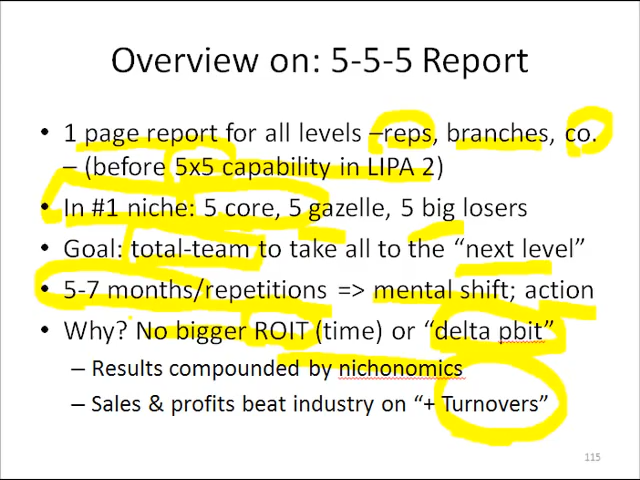 Overview on: 5-5-5 Report
• 1 page report for all levels –reps, branches, co.
– (before 5x5 capability in LIPA 2)
• In #1 niche: 5 core, 5 gazelle, 5 big losers
• Goal: total-team to take all to the “next level”
• 5-7 months/repetitions => mental shift; action
• Why? No bigger ROIT (time) or “delta pbit”
– Results compounded by nichonomics
– Sales & profits beat industry on “+ Turnovers”
115